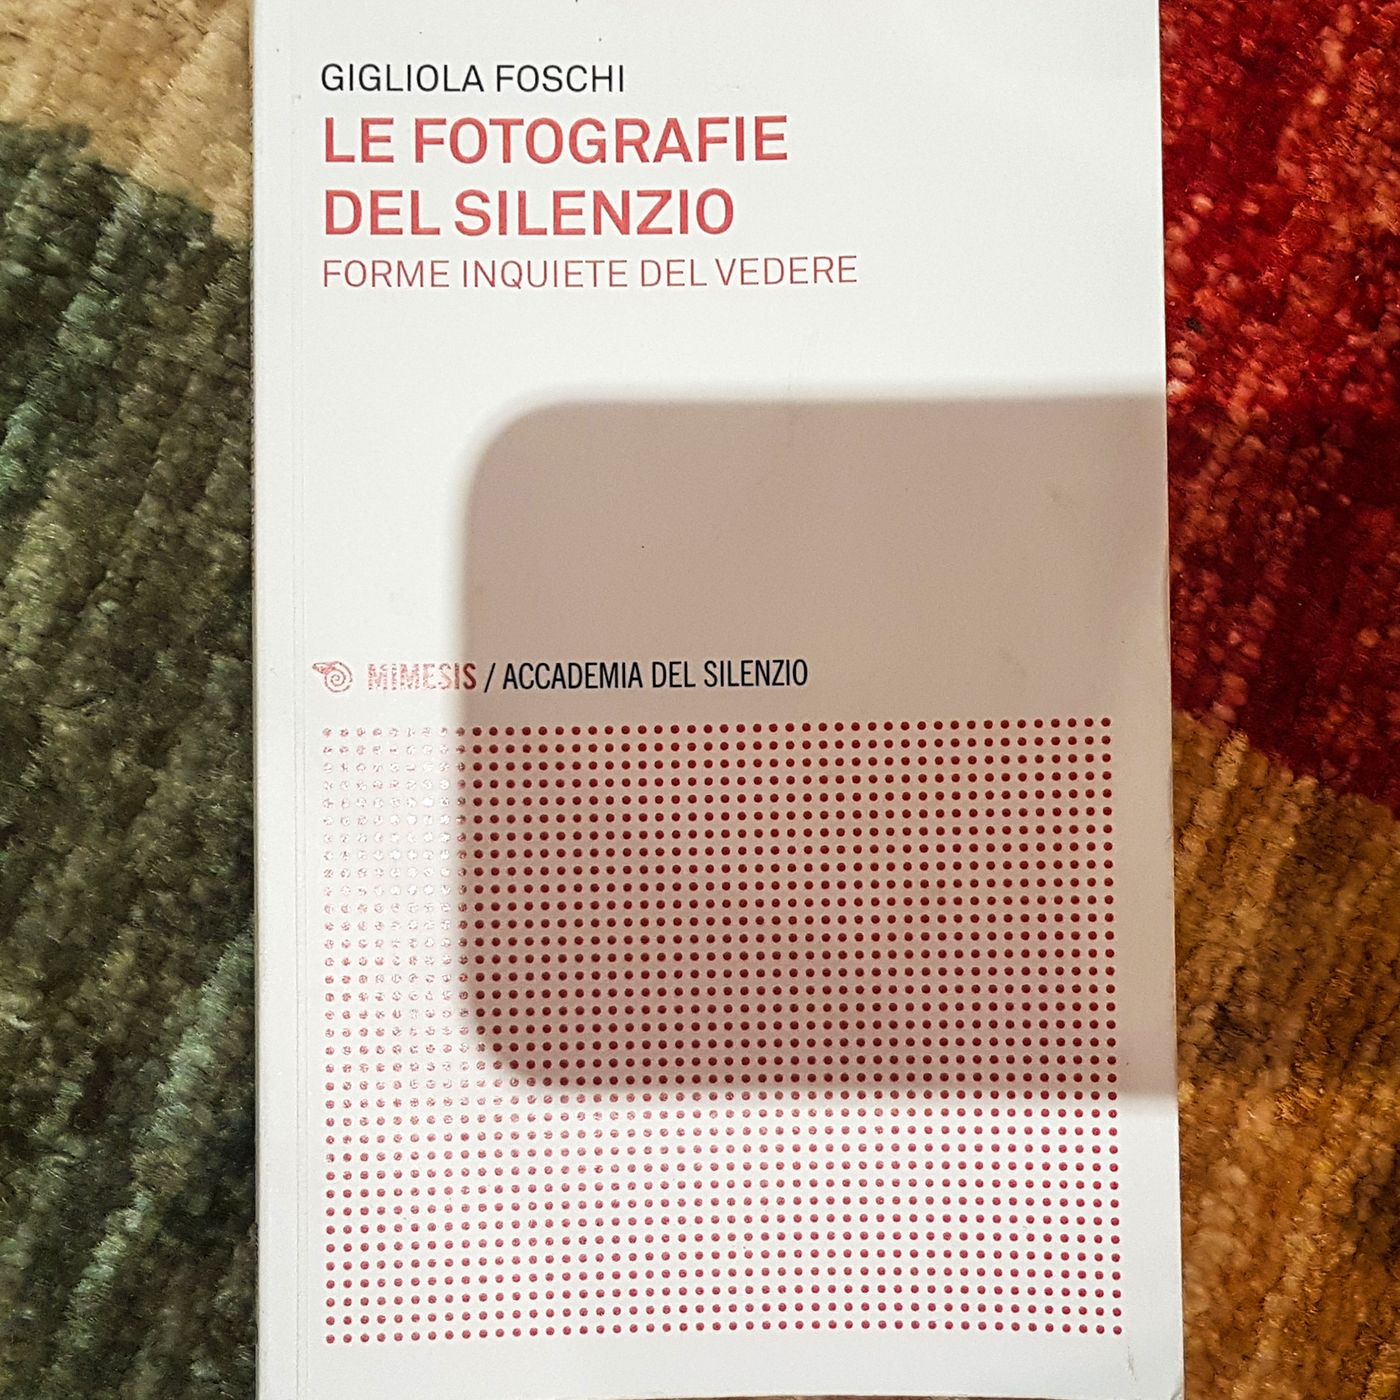 GIGLIOLA FOSCHI
LE FOTOGRAFIE
DEL SILENZIO
FORME INQUIETE DEL VEDERE
MIMESIS / ACCADEMIA DEL SILENZIO